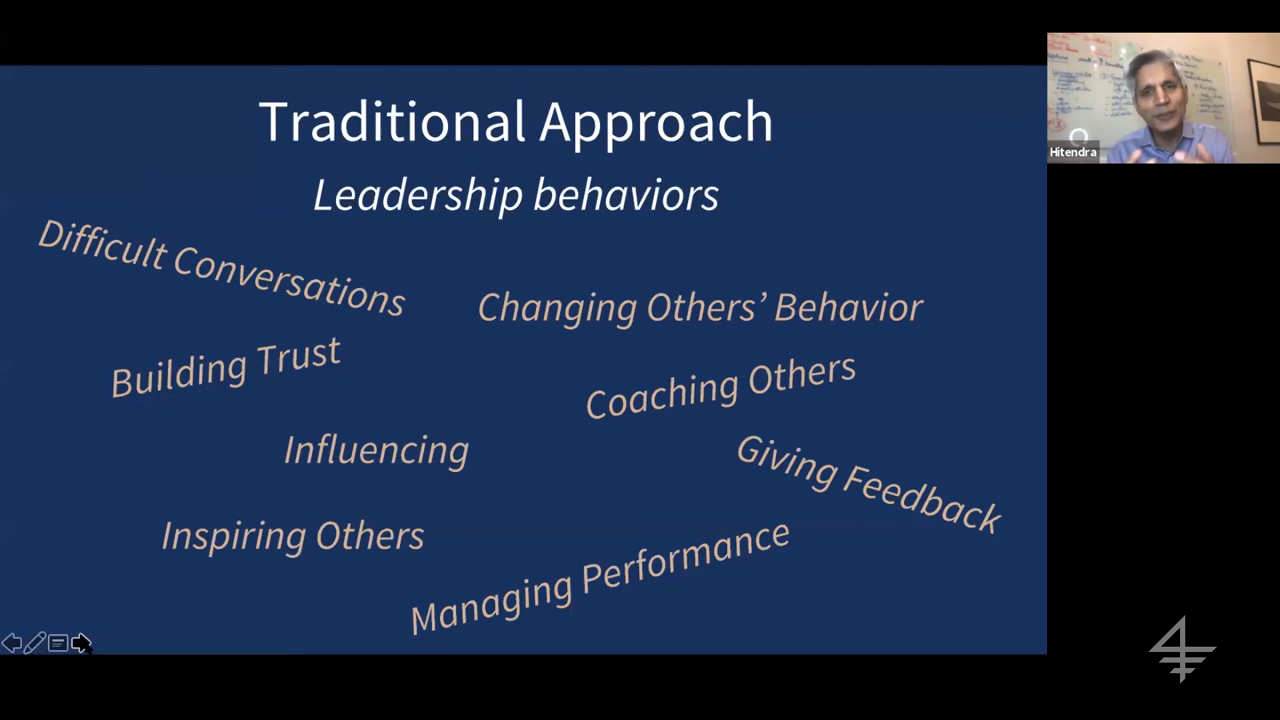 Traditional Approach
Leadership behaviors
Difficult Conversations
Changing Others’ Behavior
Building Trust
Coaching Others
Influencing
Giving Feedback
Inspiring Others
Managing Performance
Hitendra